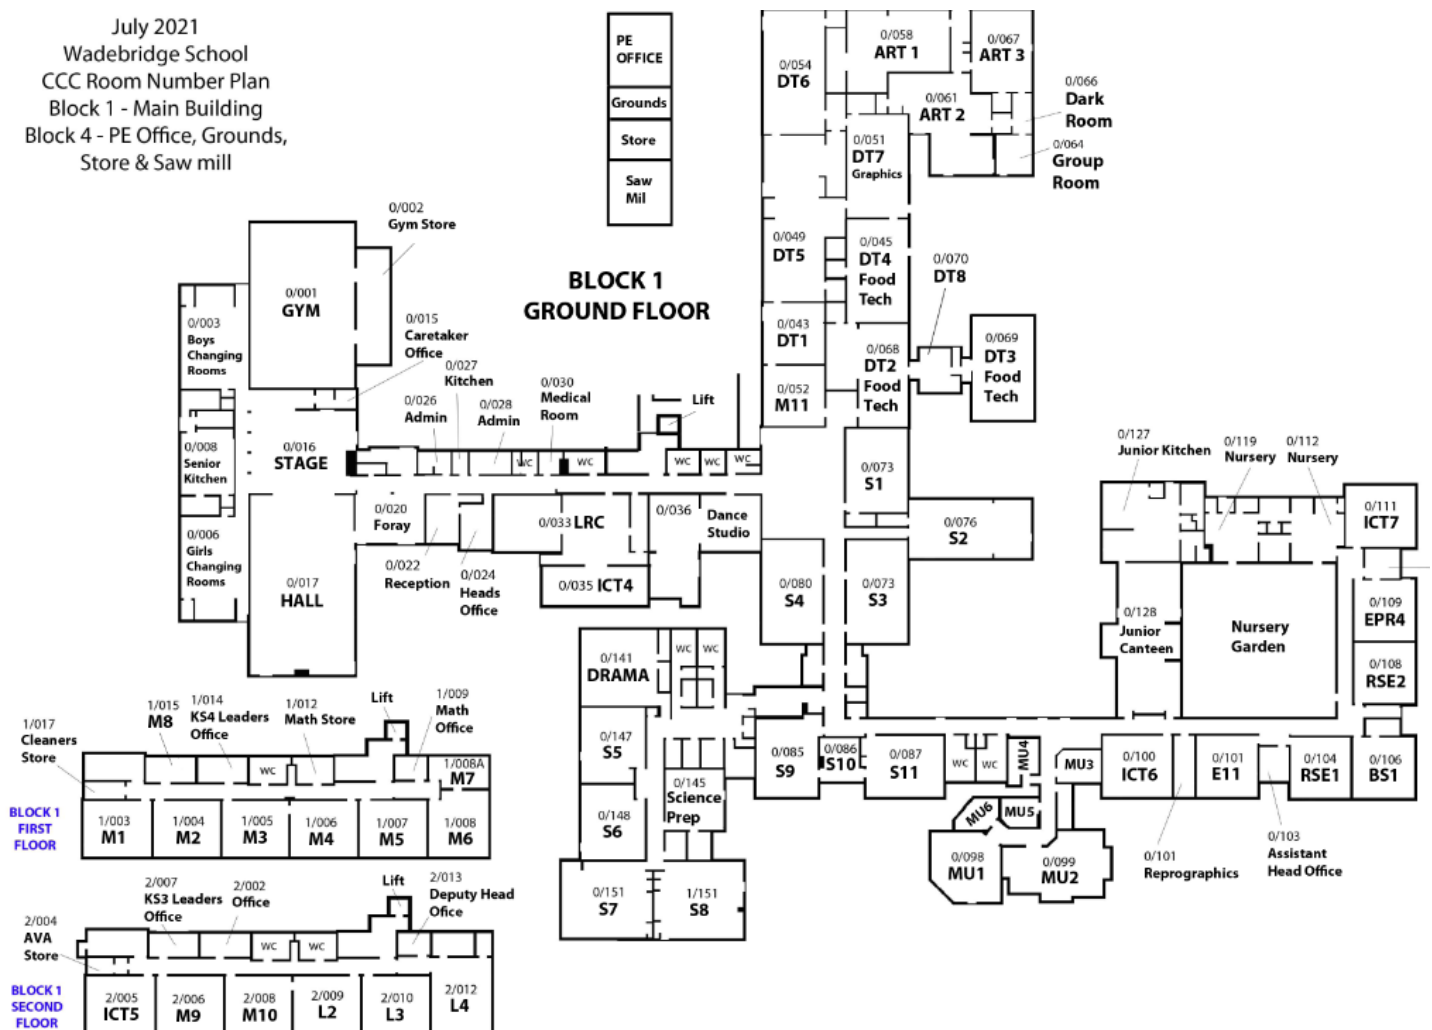 July 2021
Wadebridge School
CCC Room Number Plan
Block 1 - Main Building
Block 4 - PE Office, Grounds,
Store & Saw mill
PE
OFFICE
Grounds
Store
Saw
Mil
BLOCK 1
GROUND FLOOR
0/054
DT6
0/058
ART 1
0/067
ART 3
0/061
ART 2
0/066
Dark
Room
0/064
Group
Room
0/051
DT7
Graphics
0/049
DT5
0/045
DT4
Food
Tech
0/070
DT8
0/043
DT1
0/068
DT2
Food
Tech
0/069
DT3
Food
Tech
0/052
M11
0/002
Gym Store
0/001
GYM
0/003
Boys
Changing
Rooms
0/015
Caretaker
Office
0/027
Kitchen
0/026
Admin
0/028
Admin
0/030
Medical
Room
Lift
0/008
Senior
Kitchen
0/016
STAGE
WC
WC
WC
WC
WC
0/006
Girls
Changing
Rooms
0/017
HALL
0/020
Foray
0/022
Reception
0/024
Heads
Office
0/033 LRC
0/035 ICT4
0/036
Dance
Studio
0/073
S1
0/076
S2
0/080
S4
0/073
S3
0/127
Junior Kitchen
0/119
Nursery
0/112
Nursery
0/111
ICT7
0/109
EPR4
0/108
RSE2
0/128
Junior
Canteen
Nursery
Garden
0/141
DRAMA
WC
WC
0/147
S5
0/148
S6
0/145
Science
Prep
0/151
S7
1/151
S8
0/085
S9
0/086
S10
0/087
S11
WC
WC
MU4
MU3
MU6
MU5
0/098
MU1
0/099
MU2
0/100
ICT6
0/101
E11
0/104
RSE1
0/106
BS1
0/101
Reprographics
0/103
Assistant
Head Office
1/017
Cleaners
Store
1/015
M8
1/014
KS4 Leaders
Office
1/012
Math Store
Lift
1/009
Math
Office
WC
1/008A
M7
BLOCK 1
FIRST
FLOOR
1/003
M1
1/004
M2
1/005
M3
1/006
M4
1/007
M5
1/008
M6
2/004
AVA
Store
2/007
KS3 Leaders
Office
2/002
Office
Lift
2/013
Deputy Head
Ofice
WC
WC
BLOCK 1
SECOND
FLOOR
2/005
ICT5
2/006
M9
2/008
M10
2/009
L2
2/010
L3
2/012
L4